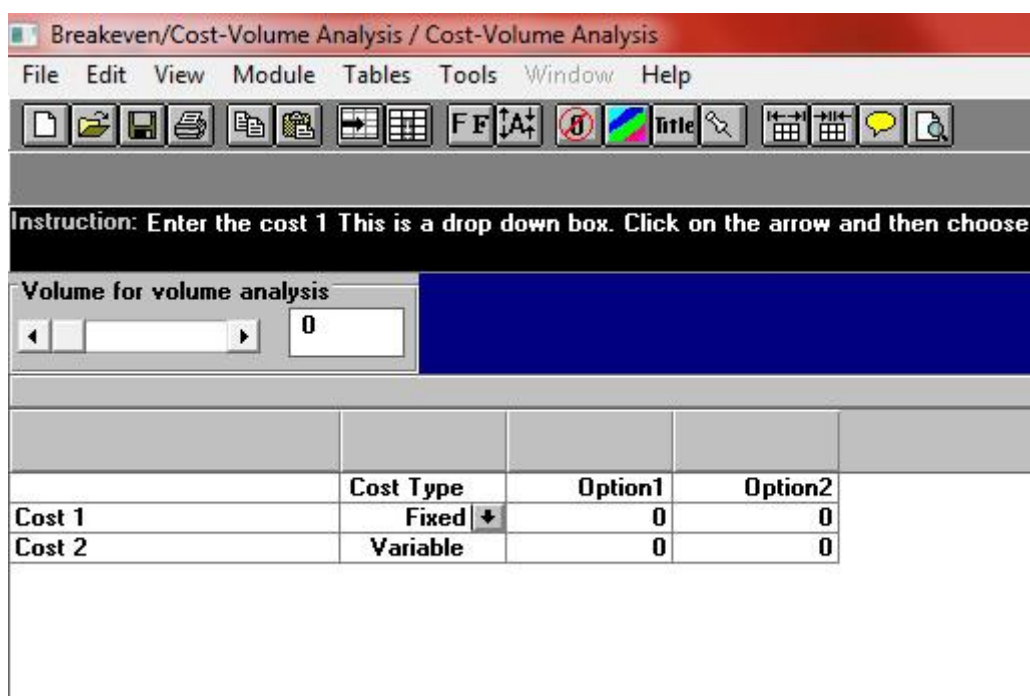 Breakeven/Cost-Volume Analysis / Cost-Volume Analysis
File Edit View Module Tables Tools Window Help
F F A Title
Instruction: Enter the cost 1 This is a drop down box. Click on the arrow and then choose
Volume for volume analysis
0
Cost Type Option1 Option2
Cost 1 Fixed 0 0
Cost 2 Variable 0 0